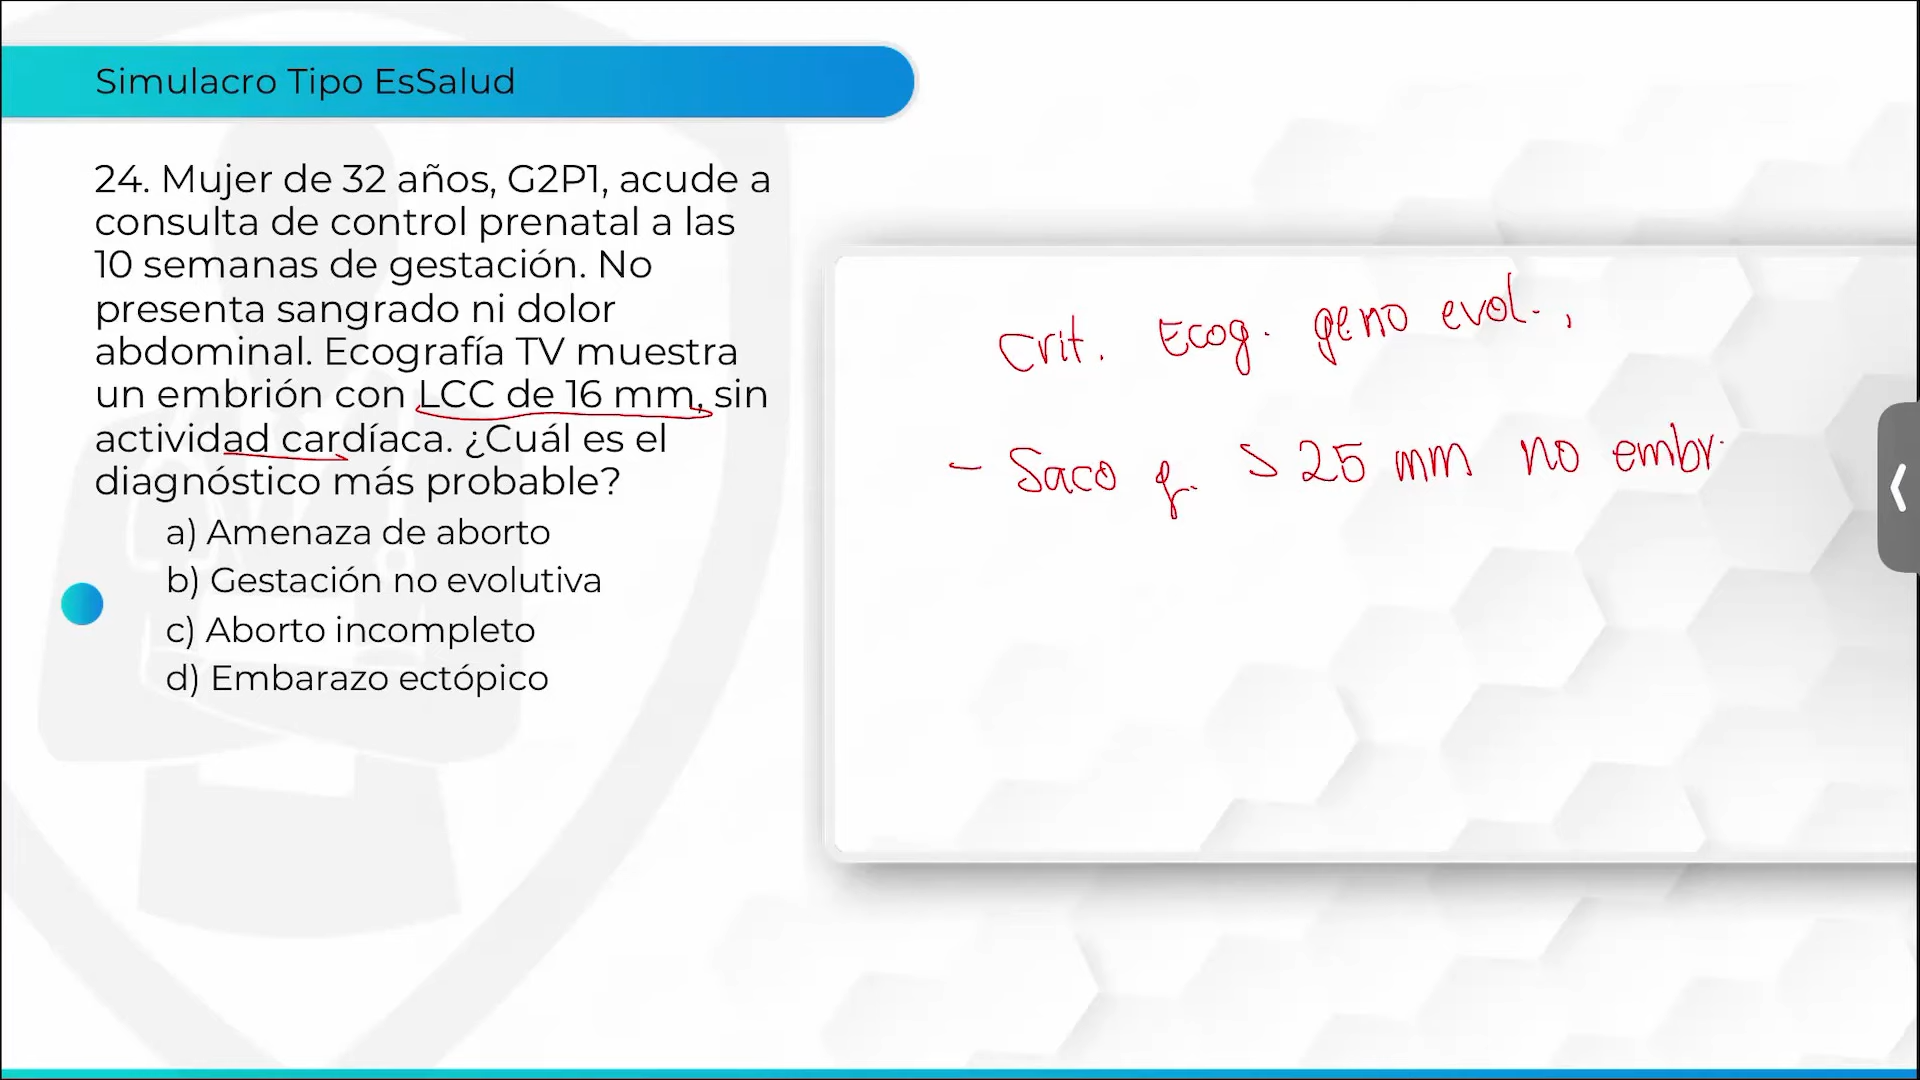 Simulacro Tipo EsSalud
24. Mujer de 32 años, G2P1, acude a
consulta de control prenatal a las
10 semanas de gestación. No
presenta sangrado ni dolor
abdominal. Ecografía TV muestra
un embrión con LCC de 16 mm, sin
actividad cardíaca. ¿Cuál es el
diagnóstico más probable?
a) Amenaza de aborto
b) Gestación no evolutiva
c) Aborto incompleto
d) Embarazo ectópico
Crit. Ecog. evol.
- Saco g. > 25 mm no embr.